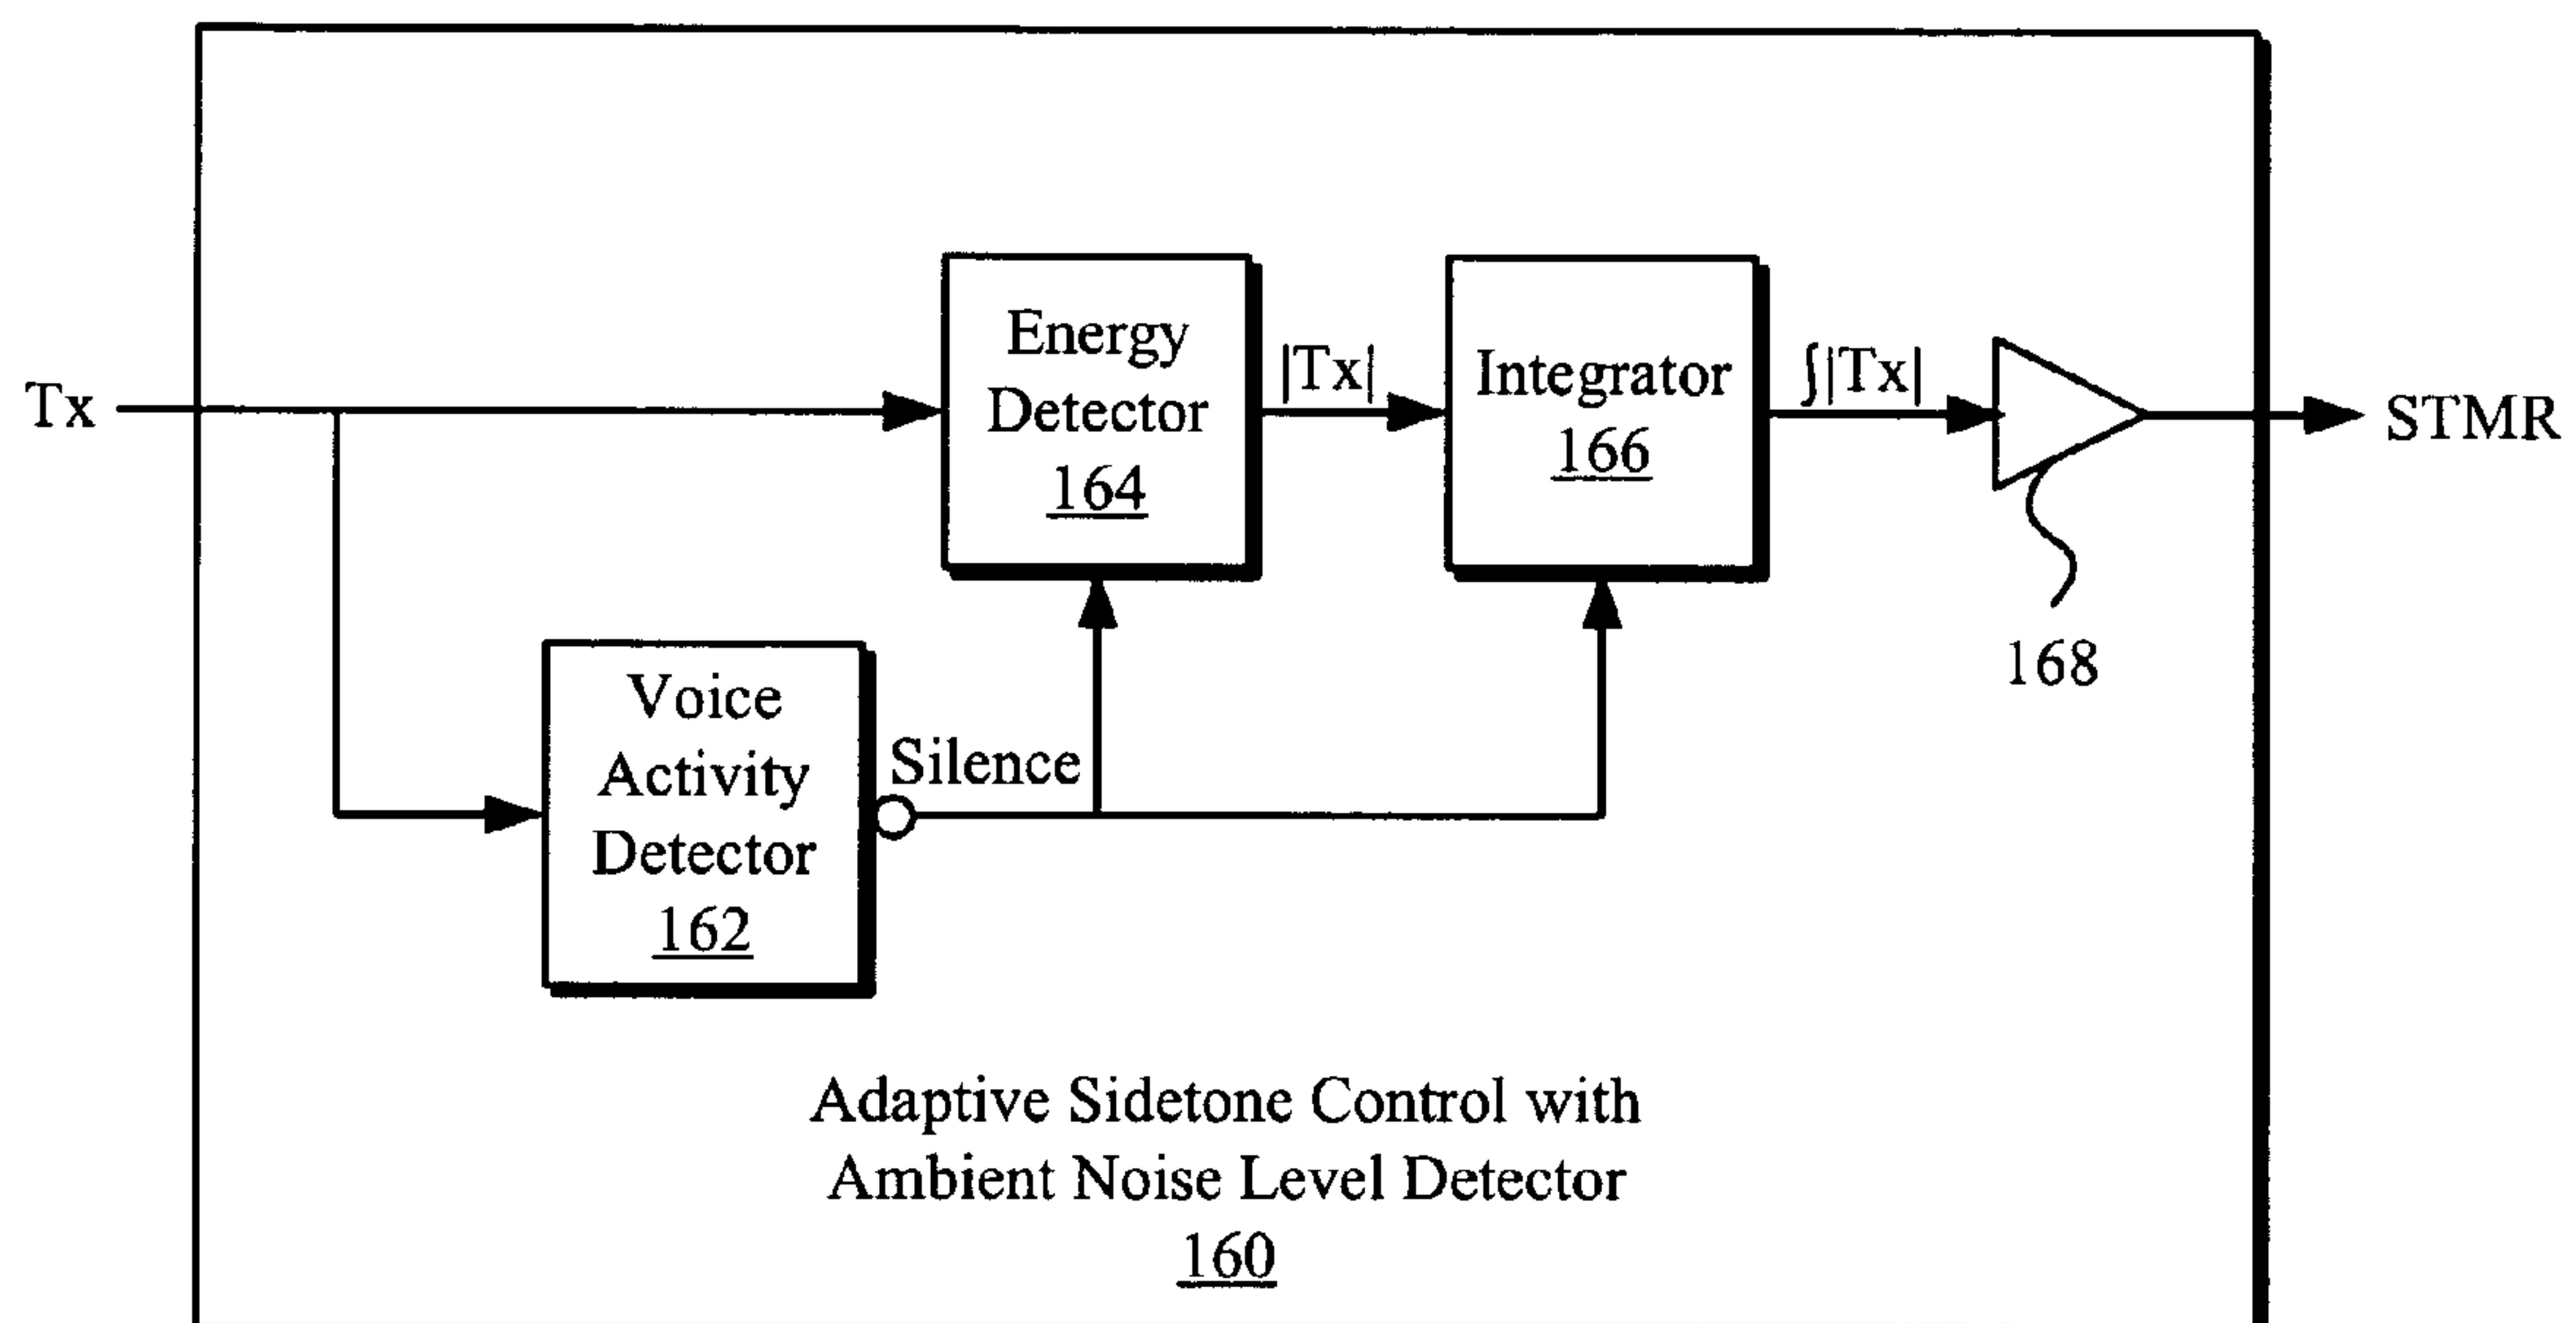 Tx
Energy
Detector
164
|Tx|
Integrator
166
∫|Tx|
STMR
168
Voice
Activity
Detector
162
Silence
Adaptive Sidetone Control with
Ambient Noise Level Detector
160